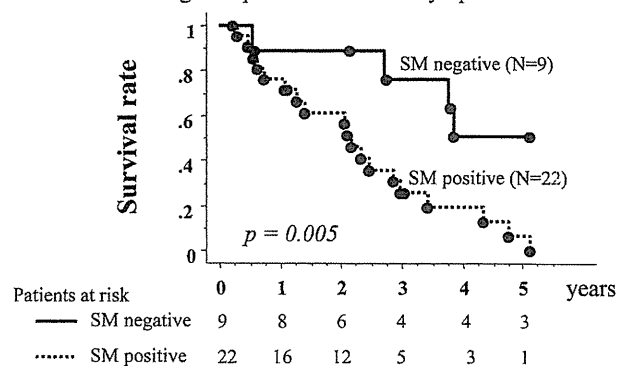 1
.8
.6
.4
.2
0
Survival rate
SM negative (N=9)
SM positive (N=22)
p = 0.005
0 1 2 3 4 5 years
Patients at risk
SM negative 9 8 6 4 4 3
SM positive 22 16 12 5 3 1